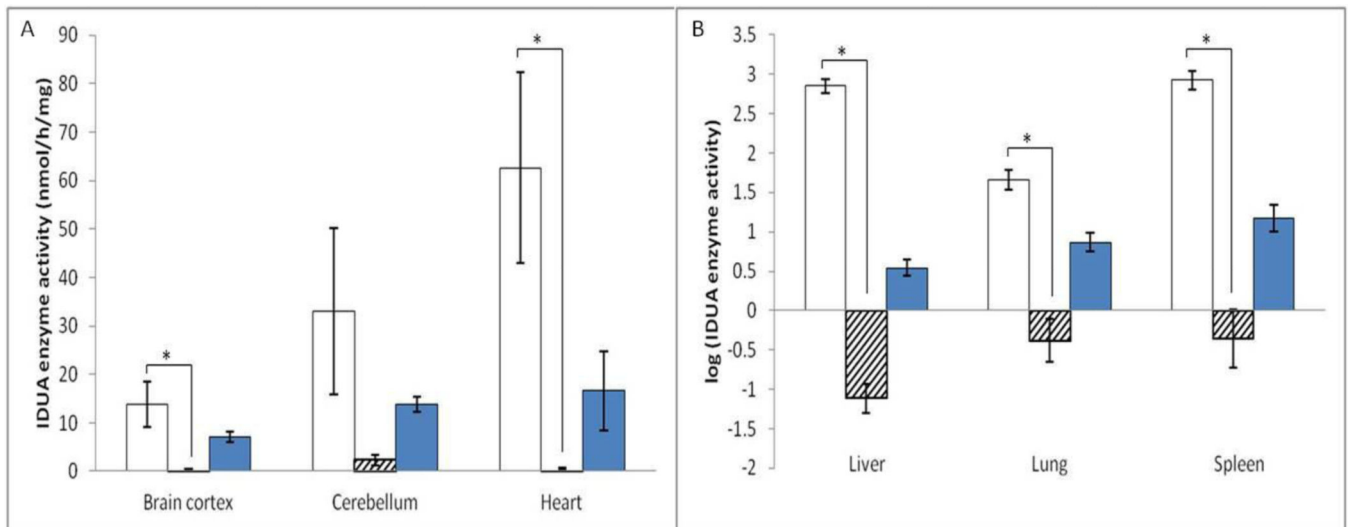 A
IDUA enzyme activity (nmol/h/mg)
90
80
70
60
50
40
30
20
10
0
*
*
Brain cortex
Cerebellum
Heart
B
log (IDUA enzyme activity)
3.5
3
2.5
2
1.5
1
0.5
0
-0.5
-1
-1.5
-2
*
*
*
Liver
Lung
Spleen